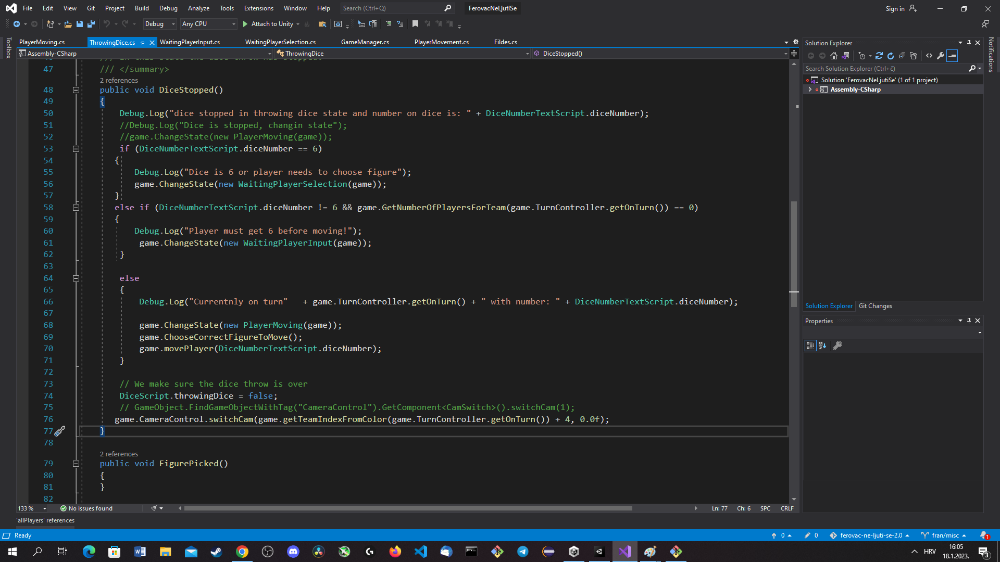 File Edit View Git Project Build Debug Analyze Tools Extensions Window Help Search (Ctrl+Q) FerovacNeLjutiSe Sign in
Debug Any CPU Attach to Unity
PlayerMoving.cs ThrowingDice.cs WaitingPlayerInput.cs WaitingPlayerSelection.cs GameManager.cs PlayerMovement.cs Fildes.cs
Assembly-CSharp ThrowingDice DiceStopped()
Toolbox
47 /// </summary>
2 references
48 public void DiceStopped()
49 {
50 Debug.Log("dice stopped in throwing dice state and number on dice is: " + DiceNumberTextScript.diceNumber);
51 //Debug.Log("Dice is stopped, changin state");
52 //game.ChangeState(new PlayerMoving(game));
53 if (DiceNumberTextScript.diceNumber == 6)
54 {
55 Debug.Log("Dice is 6 or player needs to choose figure");
56 game.ChangeState(new WaitingPlayerSelection(game));
57 }
58 else if (DiceNumberTextScript.diceNumber != 6 && game.GetNumberOfPlayersForTeam(game.TurnController.getOnTurn()) == 0)
59 {
60 Debug.Log("Player must get 6 before moving!");
61 game.ChangeState(new WaitingPlayerInput(game));
62 }
63
64 else
65 {
66 Debug.Log("Currentnly on turn" + game.TurnController.getOnTurn() + " with number: " + DiceNumberTextScript.diceNumber);
67
68 game.ChangeState(new PlayerMoving(game));
69 game.ChooseCorrectFigureToMove();
70 game.movePlayer(DiceNumberTextScript.diceNumber);
71 }
72
73 // We make sure the dice throw is over
74 DiceScript.throwingDice = false;
75 // GameObject.FindGameObjectWithTag("CameraControl").GetComponent<CamSwitch>().switchCam(1);
76 game.CameraControl.switchCam(game.getTeamIndexFromColor(game.TurnController.getOnTurn()) + 4, 0.0f);
77 }
78
2 references
79 public void FigurePicked()
80 {
81 }
82
133 % No issues found Ln: 77 Ch: 6 SPC CRLF
'allPlayers' references
Solution Explorer
Search Solution Explorer (Ctrl+č)
Solution 'FerovacNeLjutiSe' (1 of 1 project)
Assembly-CSharp
Solution Explorer Git Changes
Properties
Notifications
Ready 0 0 ferovac-ne-ljuti-se-2.0 fran/misc 1
HRV 16:05
18.1.2023. 3